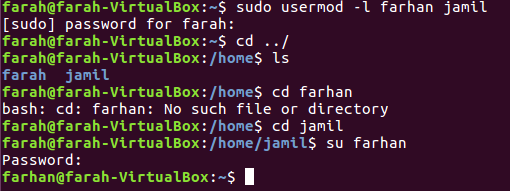 farah@farah-VirtualBox:~$ sudo usermod -l farhan jamil
[sudo] password for farah:
farah@farah-VirtualBox:~$ cd ../
farah@farah-VirtualBox:/home$ ls
farah  jamil
farah@farah-VirtualBox:/home$ cd farhan
bash: cd: farhan: No such file or directory
farah@farah-VirtualBox:/home$ cd jamil
farah@farah-VirtualBox:/home/jamil$ su farhan
Password:
farhan@farah-VirtualBox:~$